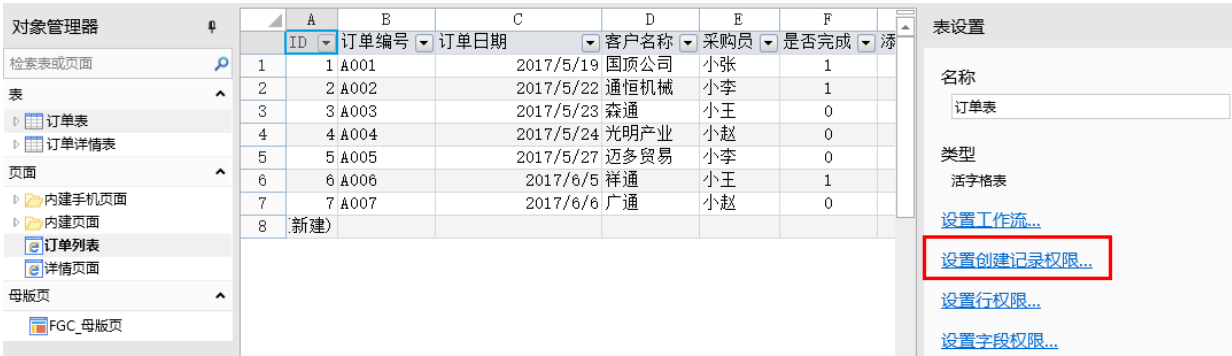 对象管理器
检索表或页面
表
订单表
订单详情表
页面
内建手机页面
内建页面
订单列表
详情页面
母版页
FGC_母版页
A B C D E F
ID 订单编号 订单日期 客户名称 采购员 是否完成 添
1 1 A001 2017/5/19 国顶公司 小张 1
2 2 A002 2017/5/22 通恒机械 小李 1
3 3 A003 2017/5/23 森通 小王 0
4 4 A004 2017/5/24 光明产业 小赵 0
5 5 A005 2017/5/27 迈多贸易 小李 0
6 6 A006 2017/6/5 祥通 小王 1
7 7 A007 2017/6/6 广通 小赵 0
8 新建)
表设置
名称
订单表
类型
活字格表
设置工作流...
设置创建记录权限...
设置行权限...
设置字段权限...